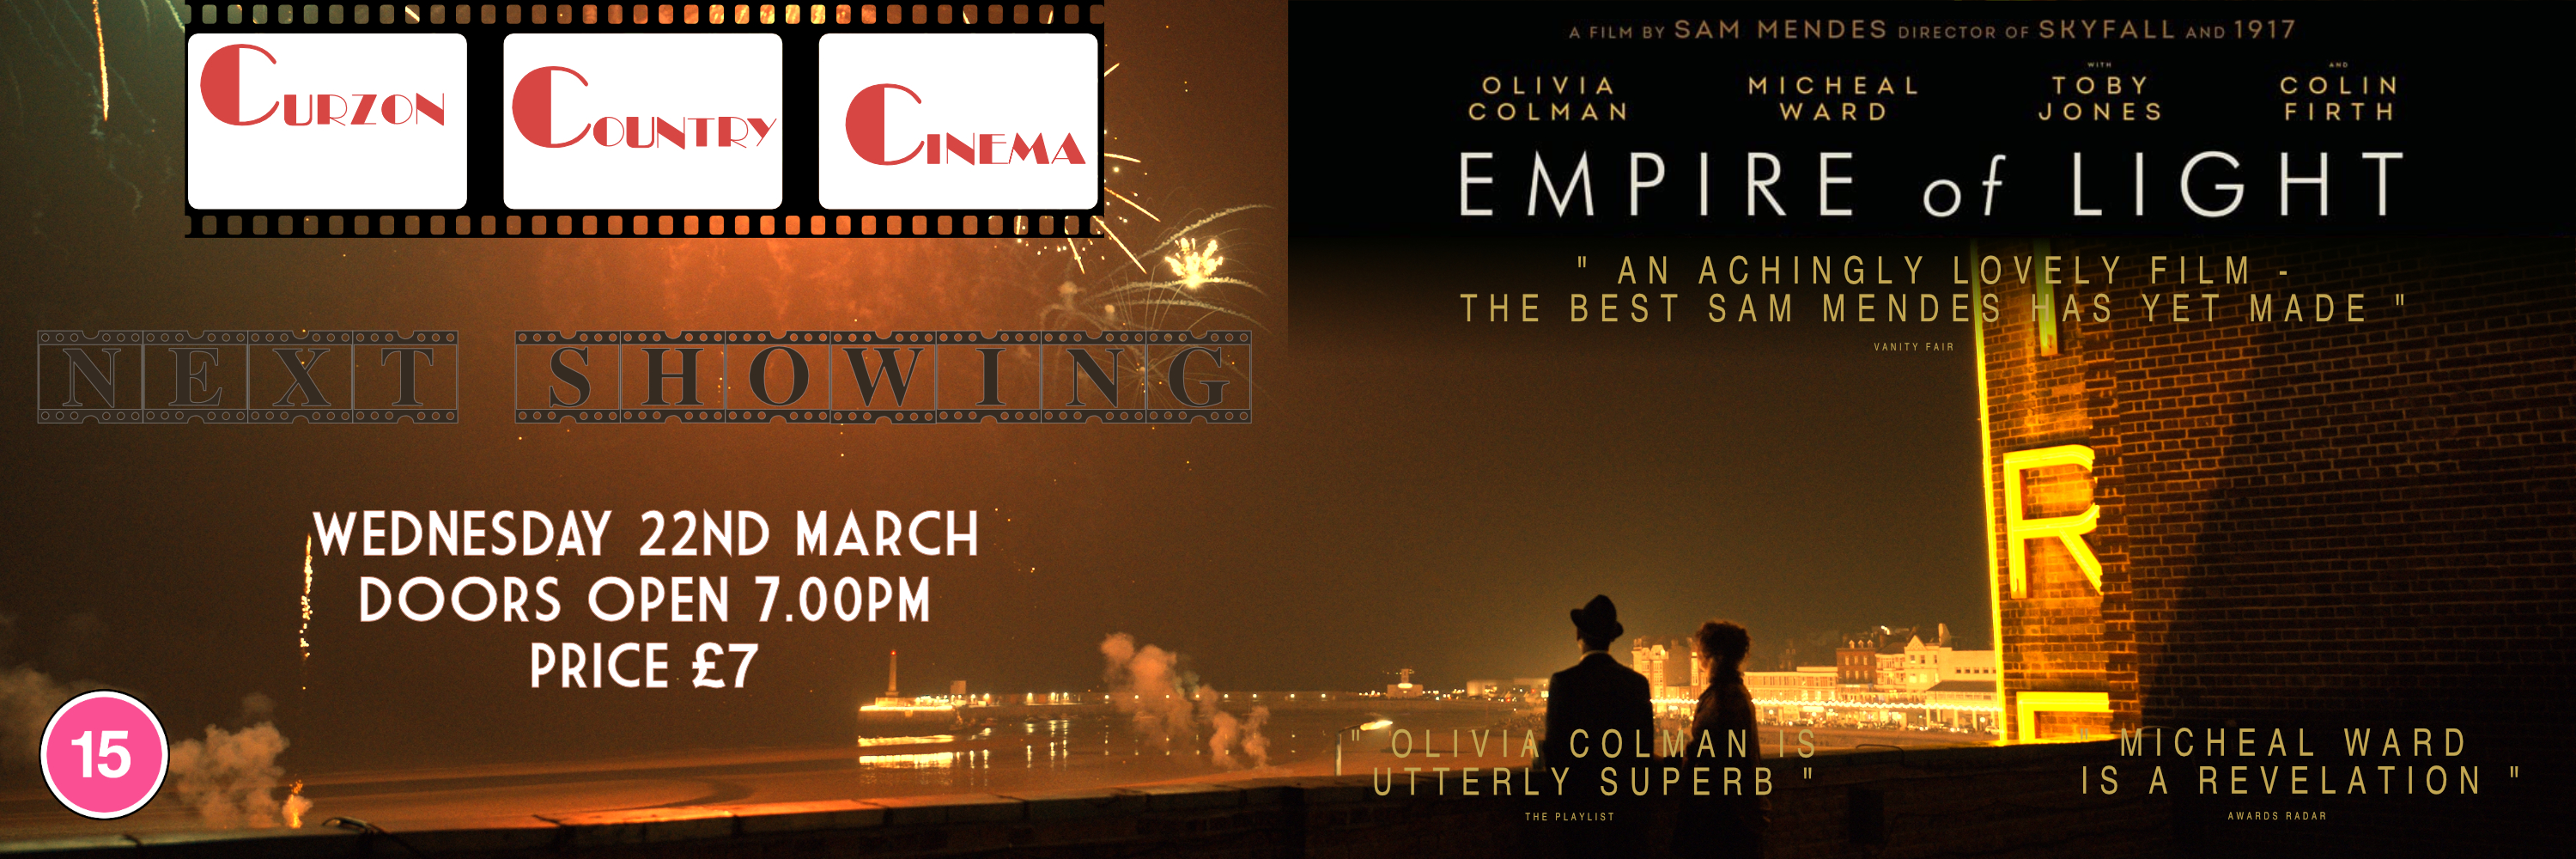 CURZON COUNTRY CINEMA
NEXT SHOWING
WEDNESDAY 22ND MARCH
DOORS OPEN 7.00PM
PRICE £7
15
A FILM BY SAM MENDES DIRECTOR OF SKYFALL AND 1917
OLIVIA COLMAN
MICHEAL WARD
WITH TOBY JONES
AND COLIN FIRTH
EMPIRE of LIGHT
" AN ACHINGLY LOVELY FILM -
THE BEST SAM MENDES HAS YET MADE "
VANITY FAIR
R
" OLIVIA COLMAN IS
UTTERLY SUPERB "
THE PLAYLIST
" MICHEAL WARD
IS A REVELATION "
AWARDS RADAR